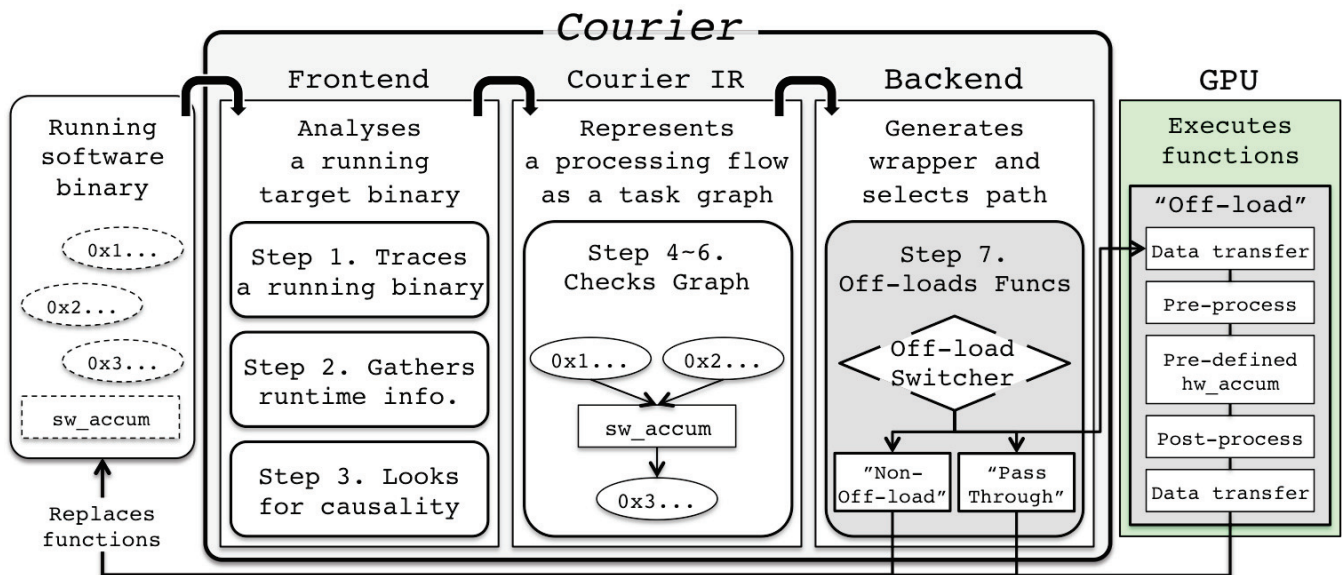 Courier
Running
software
binary
0x1...
0x2...
0x3...
sw_accum
Replaces
functions
Frontend
Analyses
a running
target binary
Step 1. Traces
a running binary
Step 2. Gathers
runtime info.
Step 3. Looks
for causality
Courier IR
Represents
a processing flow
as a task graph
Step 4~6.
Checks Graph
0x1...
0x2...
sw_accum
0x3...
Backend
Generates
wrapper and
selects path
Step 7.
Off-loads Funcs
Off-load
Switcher
"Non-
Off-load"
"Pass
Through"
GPU
Executes
functions
"Off-load"
Data transfer
Pre-process
Pre-defined
hw_accum
Post-process
Data transfer